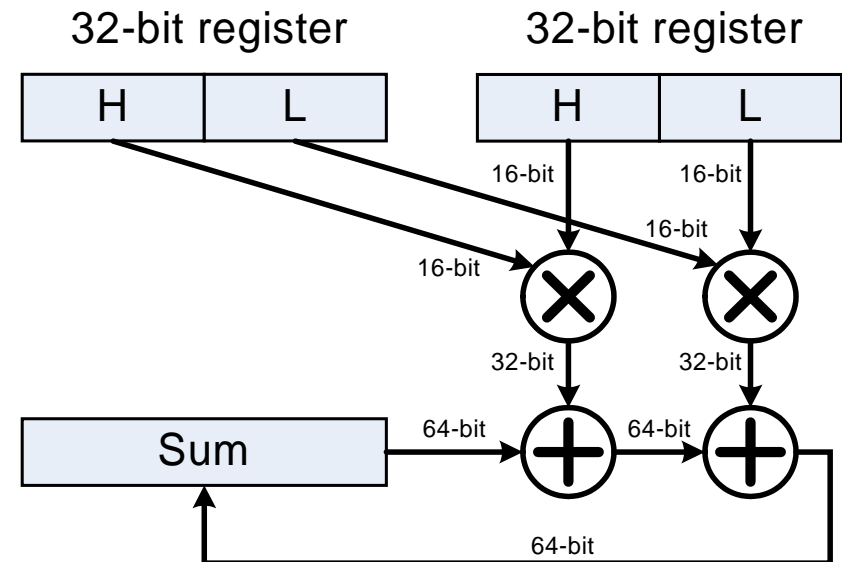 32-bit register 32-bit register
H L H L
16-bit 16-bit
16-bit
16-bit
32-bit 32-bit
Sum 64-bit 64-bit
64-bit